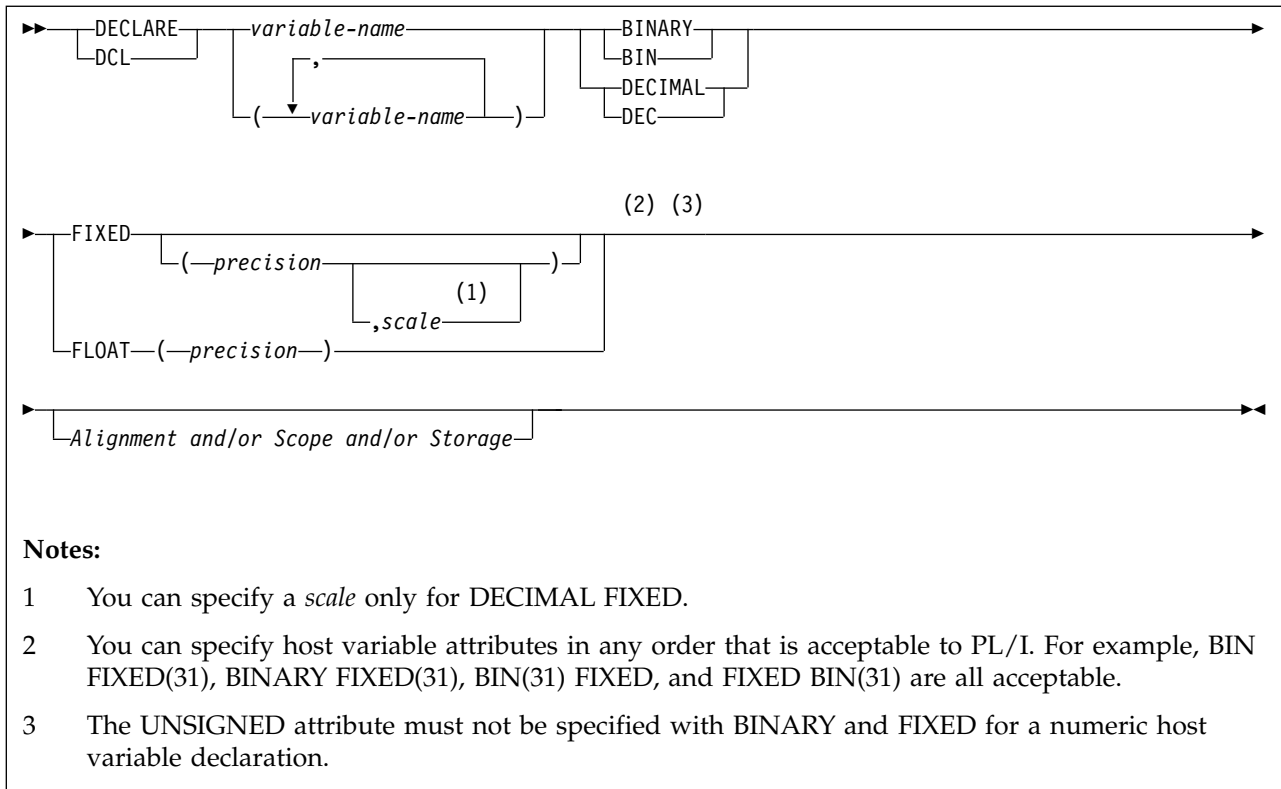 DECLARE variable-name BINARY
DCL , BIN
DECIMAL
( variable-name ) DEC
(2) (3)
FIXED
( precision )
(1)
,scale
FLOAT ( precision )
Alignment and/or Scope and/or Storage
Notes:
1 You can specify a scale only for DECIMAL FIXED.
2 You can specify host variable attributes in any order that is acceptable to PL/I. For example, BIN
FIXED(31), BINARY FIXED(31), BIN(31) FIXED, and FIXED BIN(31) are all acceptable.
3 The UNSIGNED attribute must not be specified with BINARY and FIXED for a numeric host
variable declaration.